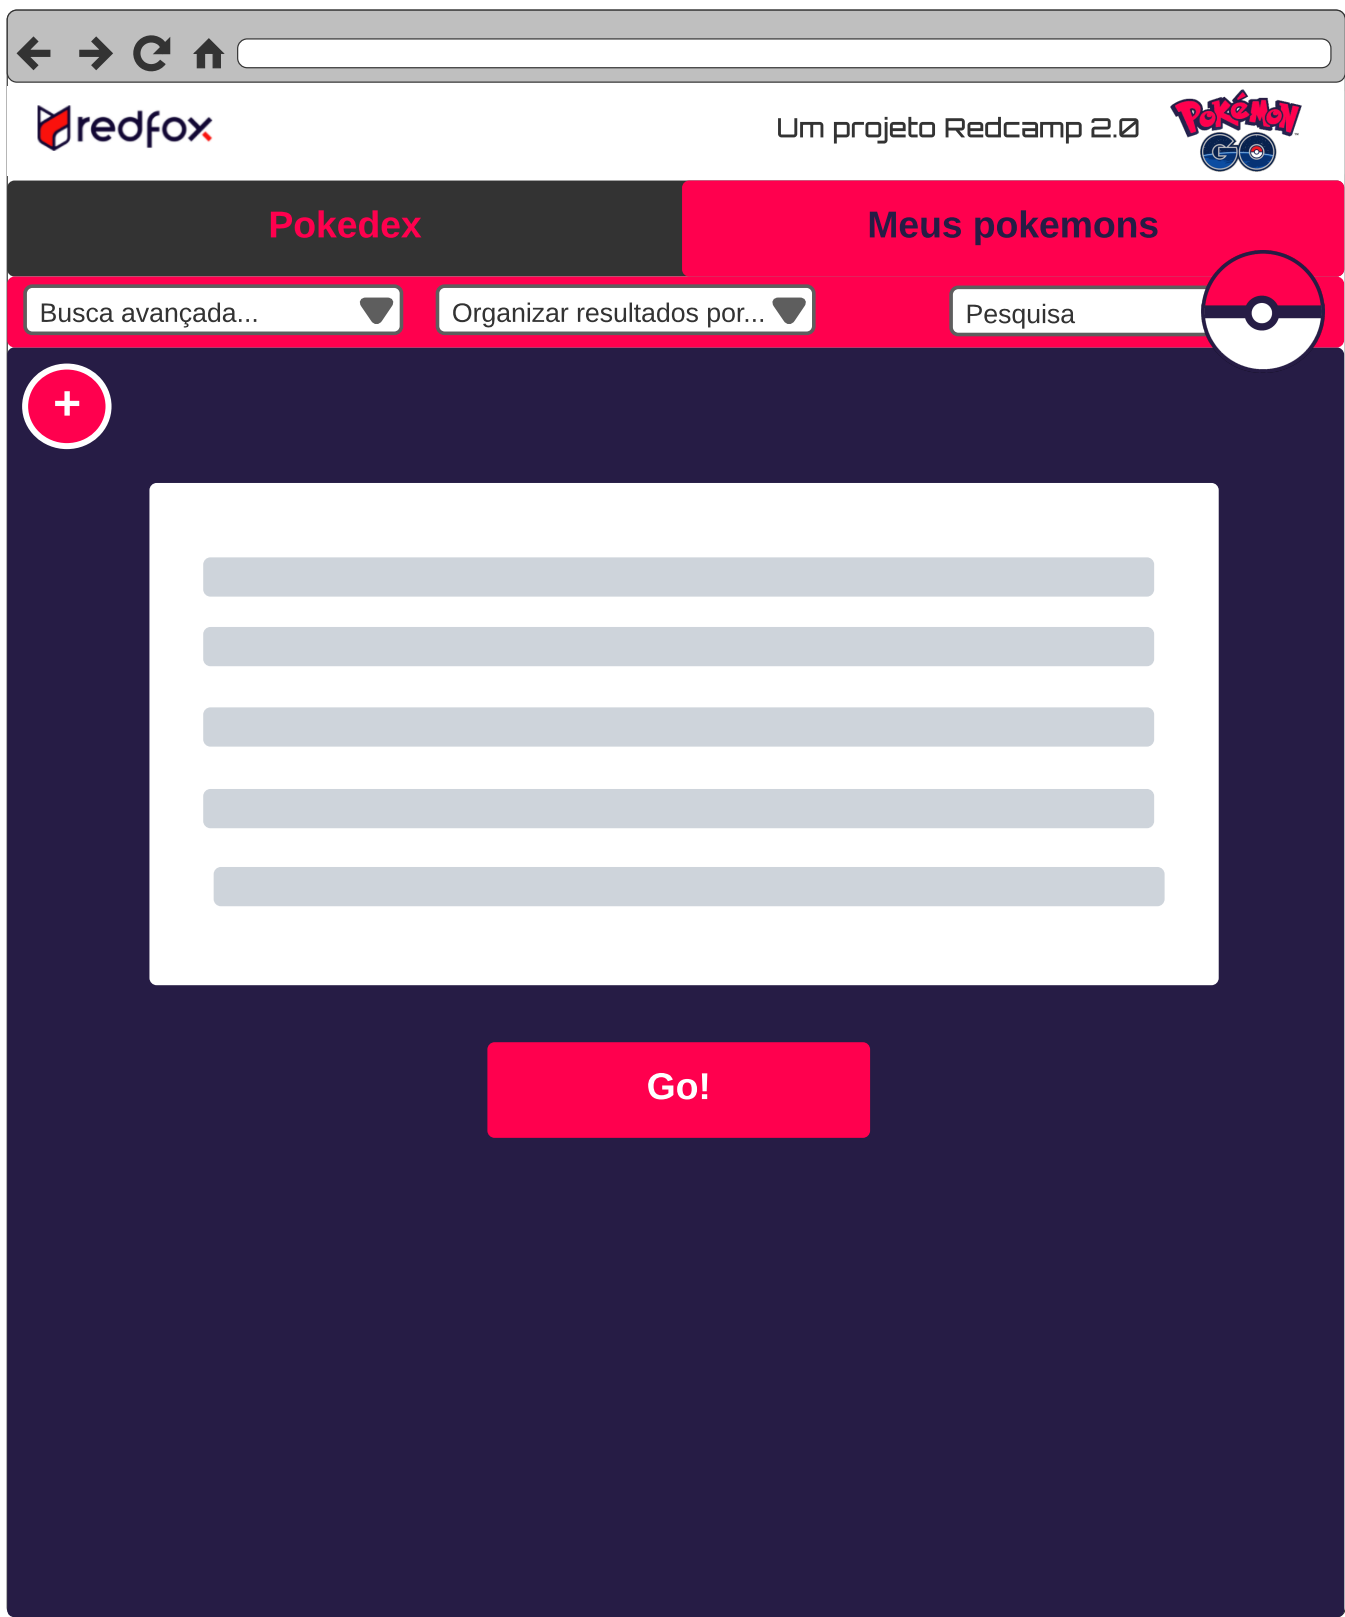 redfox
Um projeto Redcamp 2.0
POKéMON
GO
Pokedex
Meus pokemons
Busca avançada...
Organizar resultados por...
Pesquisa
+
Go!